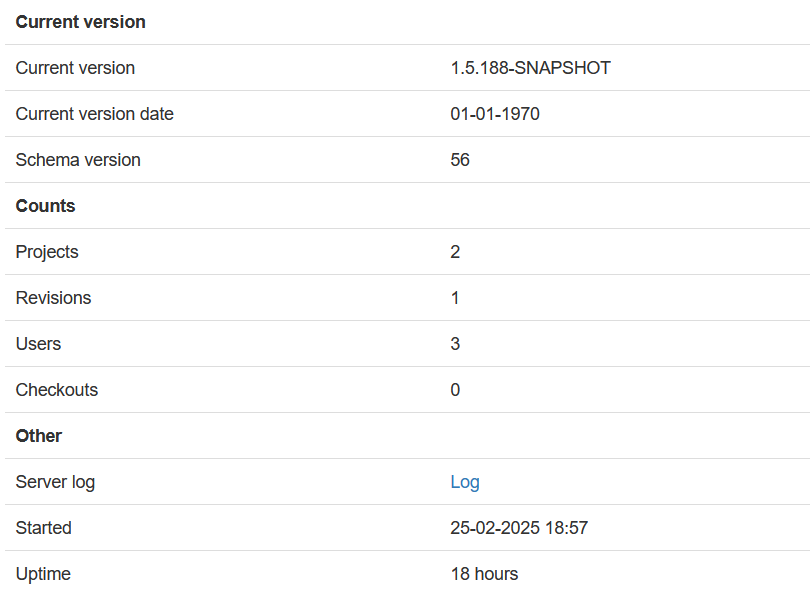 Current version
Current version 1.5.188-SNAPSHOT
Current version date 01-01-1970
Schema version 56
Counts
Projects 2
Revisions 1
Users 3
Checkouts 0
Other
Server log Log
Started 25-02-2025 18:57
Uptime 18 hours